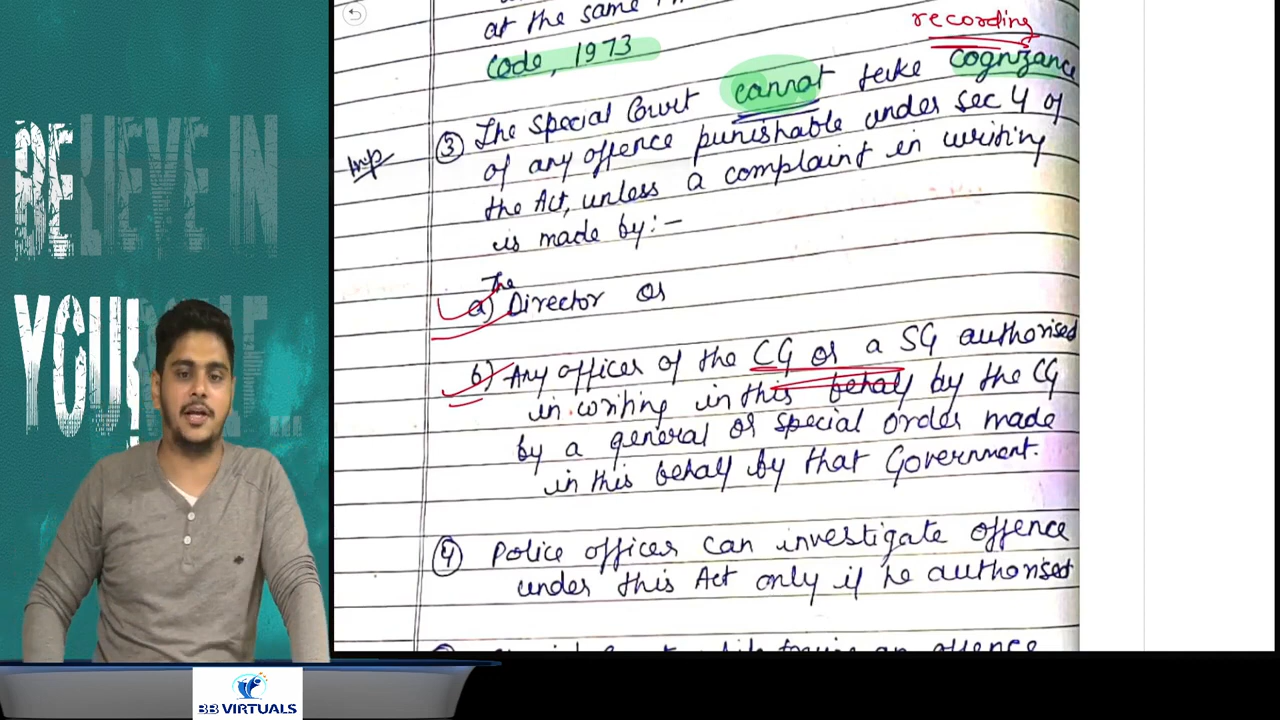 BELIEVE IN
YOURSELF...
at the same
Code, 1973
recording
③ The Special Court cannot take cognizance
Imp
of any offence punishable under sec 4 of
the Act, unless a complaint in writing
is made by:-
The
a) Director or
b) Any officer of the CG or a SG authorised
in writing in this behalf by the CG
by a general or special order made
in this behalf by that Government.
④ Police officer can investigate offence
under this Act only if he authorised
an offence
BB VIRTUALS